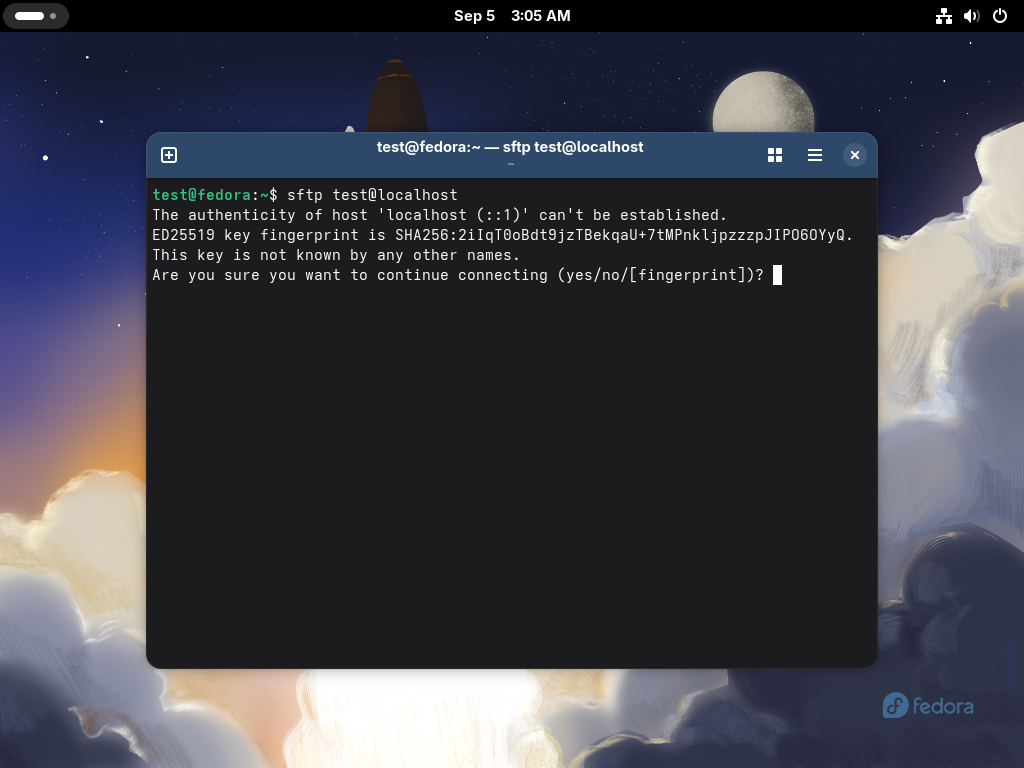 Sep 5 3:05 AM
test@fedora:~ — sftp test@localhost
~
test@fedora:~$ sftp test@localhost
The authenticity of host 'localhost (::1)' can't be established.
ED25519 key fingerprint is SHA256:2iIqT0oBdt9jzTBekqaU+7tMPnkljpzzzpJIPO6OYyQ.
This key is not known by any other names.
Are you sure you want to continue connecting (yes/no/[fingerprint])?
fedora